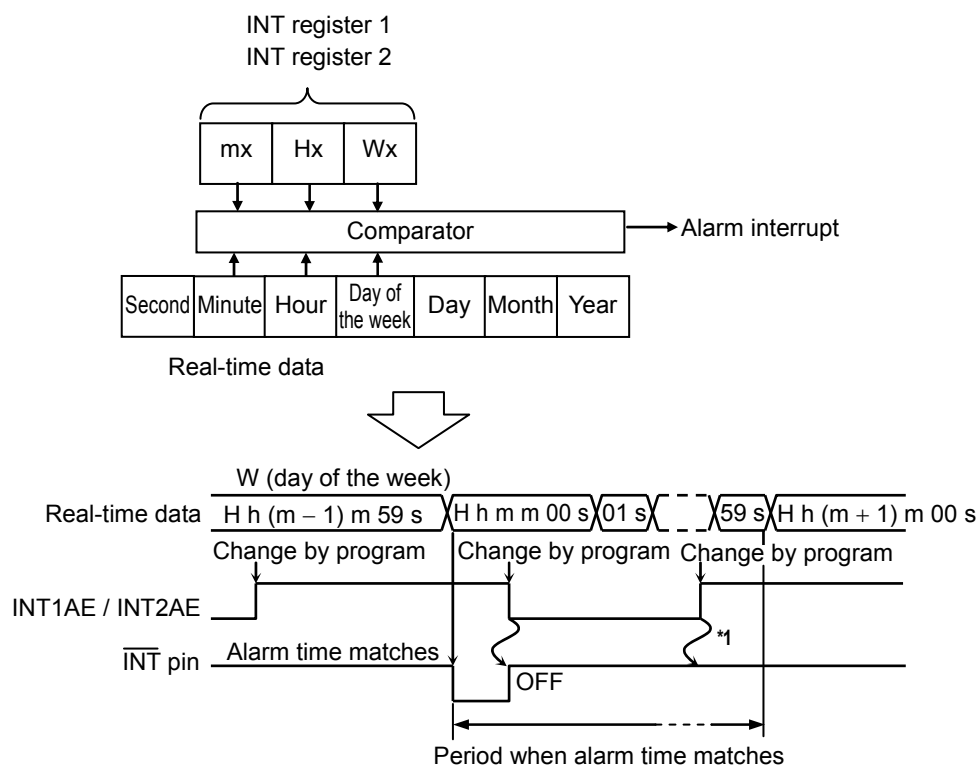 INT register 1
INT register 2
mx Hx Wx
Comparator
Alarm interrupt
Second Minute Hour Day of the week Day Month Year
Real-time data
W (day of the week)
Real-time data
H h (m − 1) m 59 s
H h m m 00 s
01 s
59 s
H h (m + 1) m 00 s
Change by program
Change by program
Change by program
INT1AE / INT2AE
*1
INT pin
Alarm time matches
OFF
Period when alarm time matches